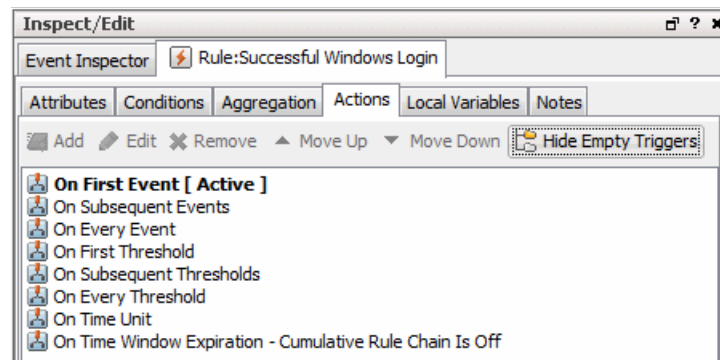 Inspect/Edit ?
Event Inspector Rule:Successful Windows Login
Attributes Conditions Aggregation Actions Local Variables Notes
Add Edit Remove Move Up Move Down Hide Empty Triggers
On First Event [ Active ]
On Subsequent Events
On Every Event
On First Threshold
On Subsequent Thresholds
On Every Threshold
On Time Unit
On Time Window Expiration - Cumulative Rule Chain Is Off